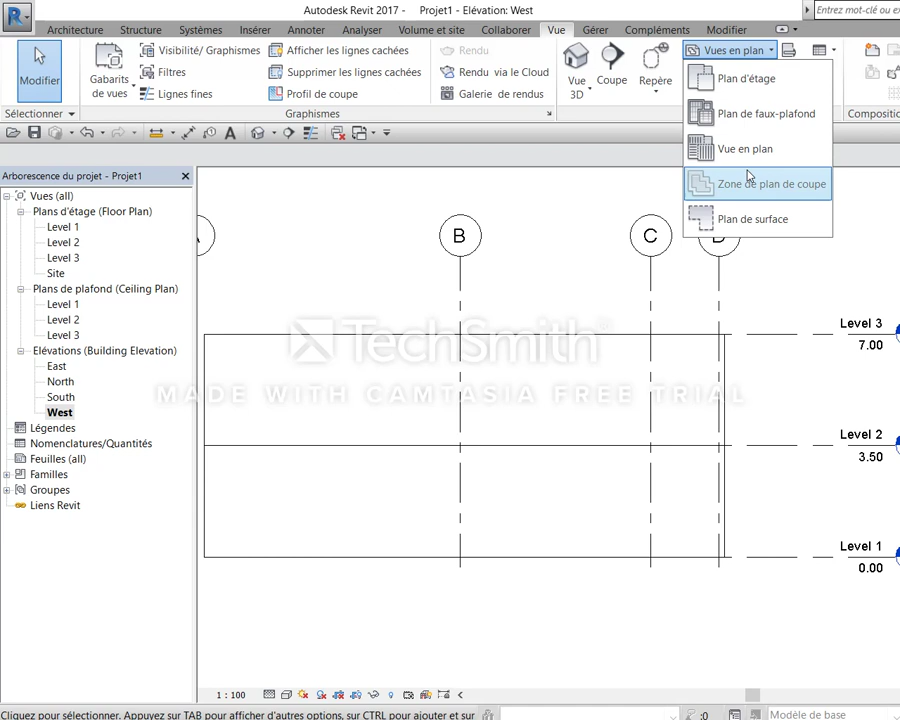 Autodesk Revit 2017 - Projet1 - Elévation: West
Entrez mot-clé ou ex
Architecture Structure Systèmes Insérer Annoter Analyser Volume et site Collaborer Vue Gérer Compléments Modifier
Modifier
Gabarits de vues
Visibilité/ Graphismes
Filtres
Lignes fines
Afficher les lignes cachées
Supprimer les lignes cachées
Profil de coupe
Rendu
Rendu via le Cloud
Galerie de rendus
Vue 3D
Coupe
Repère
Vues en plan
Plan d'étage
Plan de faux-plafond
Vue en plan
Zone de plan de coupe
Plan de surface
Sélectionner
Graphismes
Compositio
Arborescence du projet - Projet1
Vues (all)
Plans d'étage (Floor Plan)
Level 1
Level 2
Level 3
Site
Plans de plafond (Ceiling Plan)
Level 1
Level 2
Level 3
Elévations (Building Elevation)
East
North
South
West
Légendes
Nomenclatures/Quantités
Feuilles (all)
Familles
Groupes
Liens Revit
B
C
Level 3
7.00
Level 2
3.50
Level 1
0.00
TechSmith
MADE WITH CAMTASIA FREE TRIAL
1 : 100
Cliquez pour sélectionner. Appuyez sur TAB pour afficher d'autres options, sur CTRL pour ajouter et sur
:0
Modèle de base